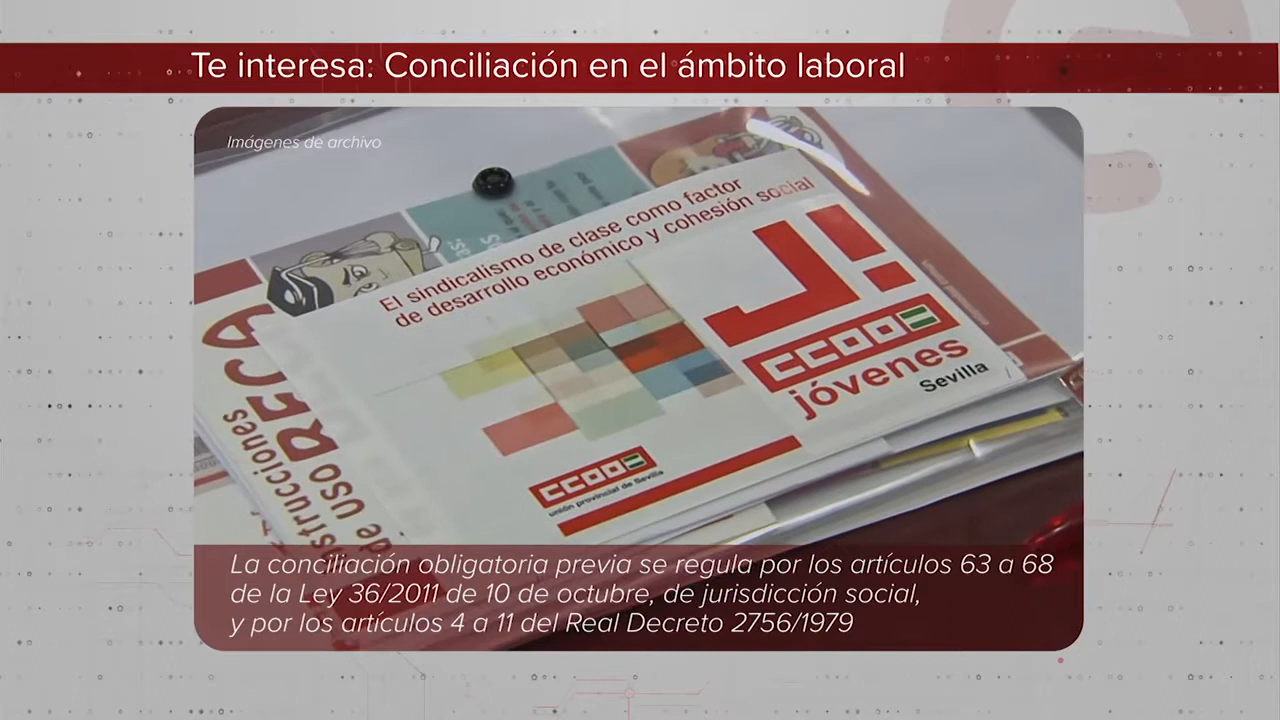 Te interesa: Conciliación en el ámbito laboral
Imágenes de archivo
El sindicalismo de clase como factor
de desarrollo económico y cohesión social
J!
CCOO
jóvenes
Sevilla
CCOO
unión provincial de Sevilla
strucciones
de uso
RECA
La conciliación obligatoria previa se regula por los artículos 63 a 68
de la Ley 36/2011 de 10 de octubre, de jurisdicción social,
y por los artículos 4 a 11 del Real Decreto 2756/1979